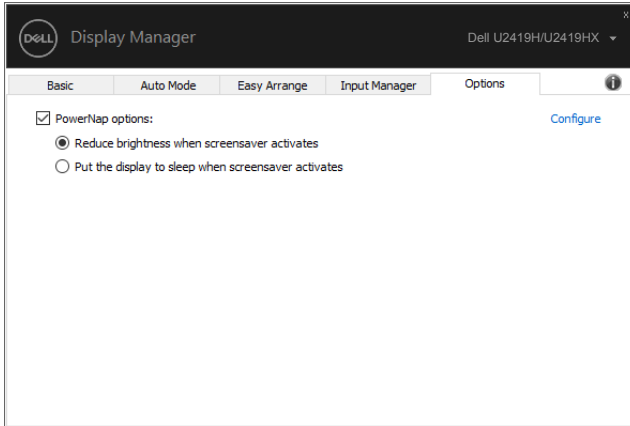 x
DELL Display Manager Dell U2419H/U2419HX
Basic Auto Mode Easy Arrange Input Manager Options
PowerNap options: Configure
Reduce brightness when screensaver activates
Put the display to sleep when screensaver activates